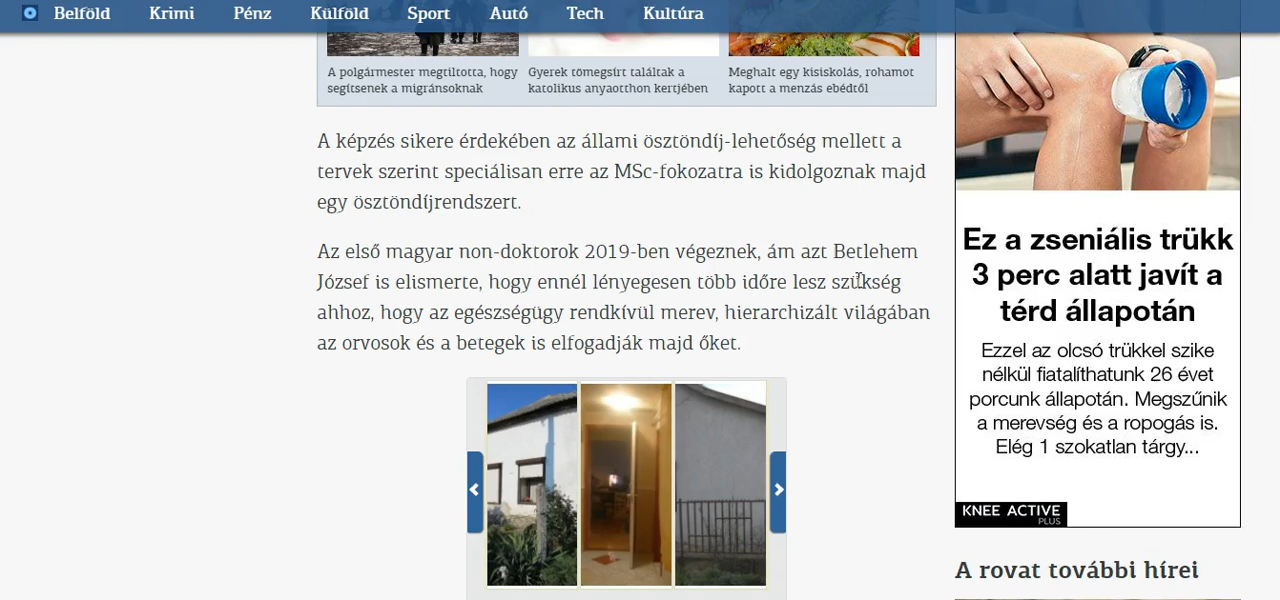 Belföld Krimi Pénz Külföld Sport Autó Tech Kultúra
A polgármester megtiltotta, hogy
segítsenek a migránsoknak
Gyerek tömegsírt találtak a
katolikus anyaotthon kertjében
Meghalt egy kisiskolás, rohamot
kapott a menzás ebédtől
A képzés sikere érdekében az állami ösztöndíj-lehetőség mellett a
tervek szerint speciálisan erre az MSc-fokozatra is kidolgoznak majd
egy ösztöndíjrendszert.
Az első magyar non-doktorok 2019-ben végeznek, ám azt Betlehem
József is elismerte, hogy ennél lényegesen több időre lesz szükség
ahhoz, hogy az egészségügy rendkívül merev, hierarchizált világában
az orvosok és a betegek is elfogadják majd őket.
Ez a zseniális trükk
3 perc alatt javít a
térd állapotán
Ezzel az olcsó trükkel szike
nélkül fiatalíthatunk 26 évet
porcunk állapotán. Megszűnik
a merevség és a ropogás is.
Elég 1 szokatlan tárgy...
KNEE ACTIVE
PLUS
A rovat további hírei